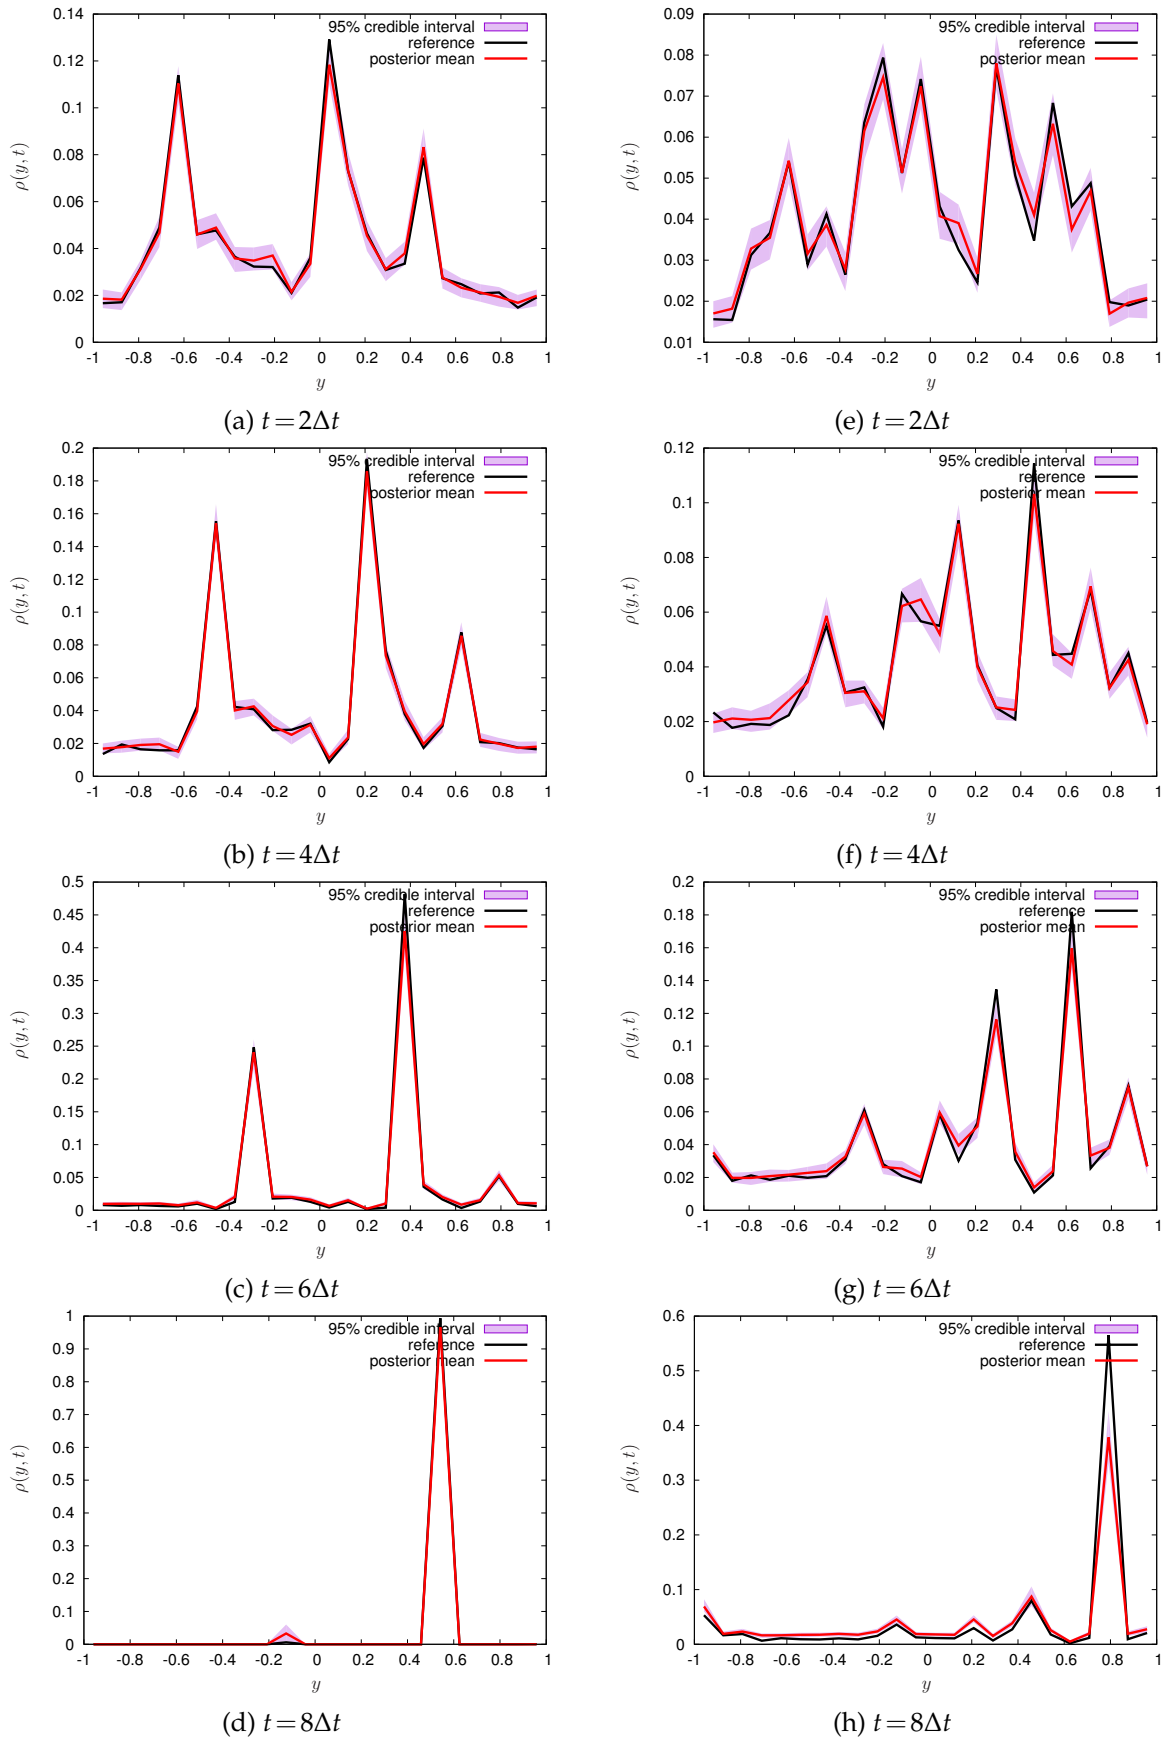 0.14
0.12
0.1
0.08
0.06
0.04
0.02
0
ρ(y, t)
95% credible interval
reference
posterior mean
-1 -0.8 -0.6 -0.4 -0.2 0 0.2 0.4 0.6 0.8 1
y
(a) t=2Δt
0.09
0.08
0.07
0.06
0.05
0.04
0.03
0.02
0.01
ρ(y, t)
95% credible interval
reference
posterior mean
-1 -0.8 -0.6 -0.4 -0.2 0 0.2 0.4 0.6 0.8 1
y
(e) t=2Δt
0.2
0.18
0.16
0.14
0.12
0.1
0.08
0.06
0.04
0.02
0
ρ(y, t)
95% credible interval
reference
posterior mean
-1 -0.8 -0.6 -0.4 -0.2 0 0.2 0.4 0.6 0.8 1
y
(b) t=4Δt
0.12
0.1
0.08
0.06
0.04
0.02
0
ρ(y, t)
95% credible interval
reference
posterior mean
-1 -0.8 -0.6 -0.4 -0.2 0 0.2 0.4 0.6 0.8 1
y
(f) t=4Δt
0.5
0.45
0.4
0.35
0.3
0.25
0.2
0.15
0.1
0.05
0
ρ(y, t)
95% credible interval
reference
posterior mean
-1 -0.8 -0.6 -0.4 -0.2 0 0.2 0.4 0.6 0.8 1
y
(c) t=6Δt
0.2
0.18
0.16
0.14
0.12
0.1
0.08
0.06
0.04
0.02
0
ρ(y, t)
95% credible interval
reference
posterior mean
-1 -0.8 -0.6 -0.4 -0.2 0 0.2 0.4 0.6 0.8 1
y
(g) t=6Δt
1
0.9
0.8
0.7
0.6
0.5
0.4
0.3
0.2
0.1
0
ρ(y, t)
95% credible interval
reference
posterior mean
-1 -0.8 -0.6 -0.4 -0.2 0 0.2 0.4 0.6 0.8 1
y
(d) t=8Δt
0.6
0.5
0.4
0.3
0.2
0.1
0
ρ(y, t)
95% credible interval
reference
posterior mean
-1 -0.8 -0.6 -0.4 -0.2 0 0.2 0.4 0.6 0.8 1
y
(h) t=8Δt